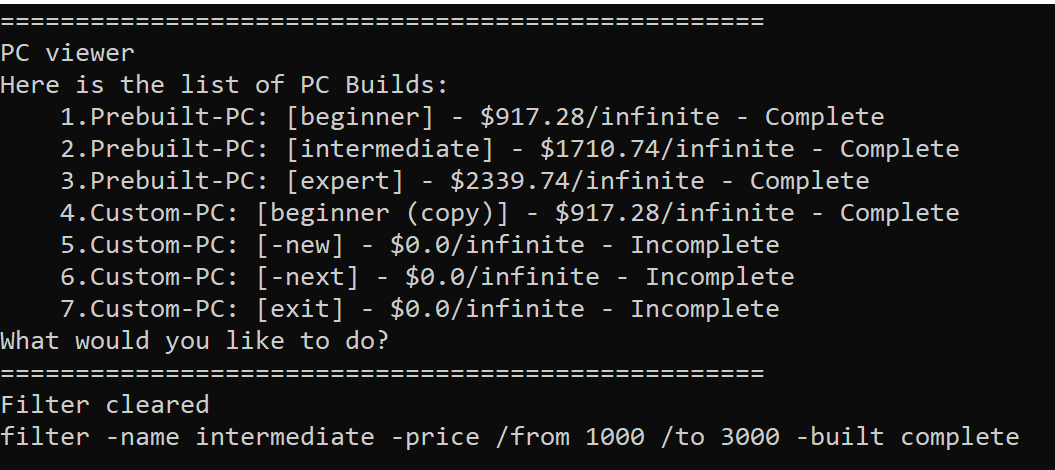 ===================================================
PC viewer
Here is the list of PC Builds:
    1.Prebuilt-PC: [beginner] - $917.28/infinite - Complete
    2.Prebuilt-PC: [intermediate] - $1710.74/infinite - Complete
    3.Prebuilt-PC: [expert] - $2339.74/infinite - Complete
    4.Custom-PC: [beginner (copy)] - $917.28/infinite - Complete
    5.Custom-PC: [-new] - $0.0/infinite - Incomplete
    6.Custom-PC: [-next] - $0.0/infinite - Incomplete
    7.Custom-PC: [exit] - $0.0/infinite - Incomplete
What would you like to do?
===================================================
Filter cleared
filter -name intermediate -price /from 1000 /to 3000 -built complete